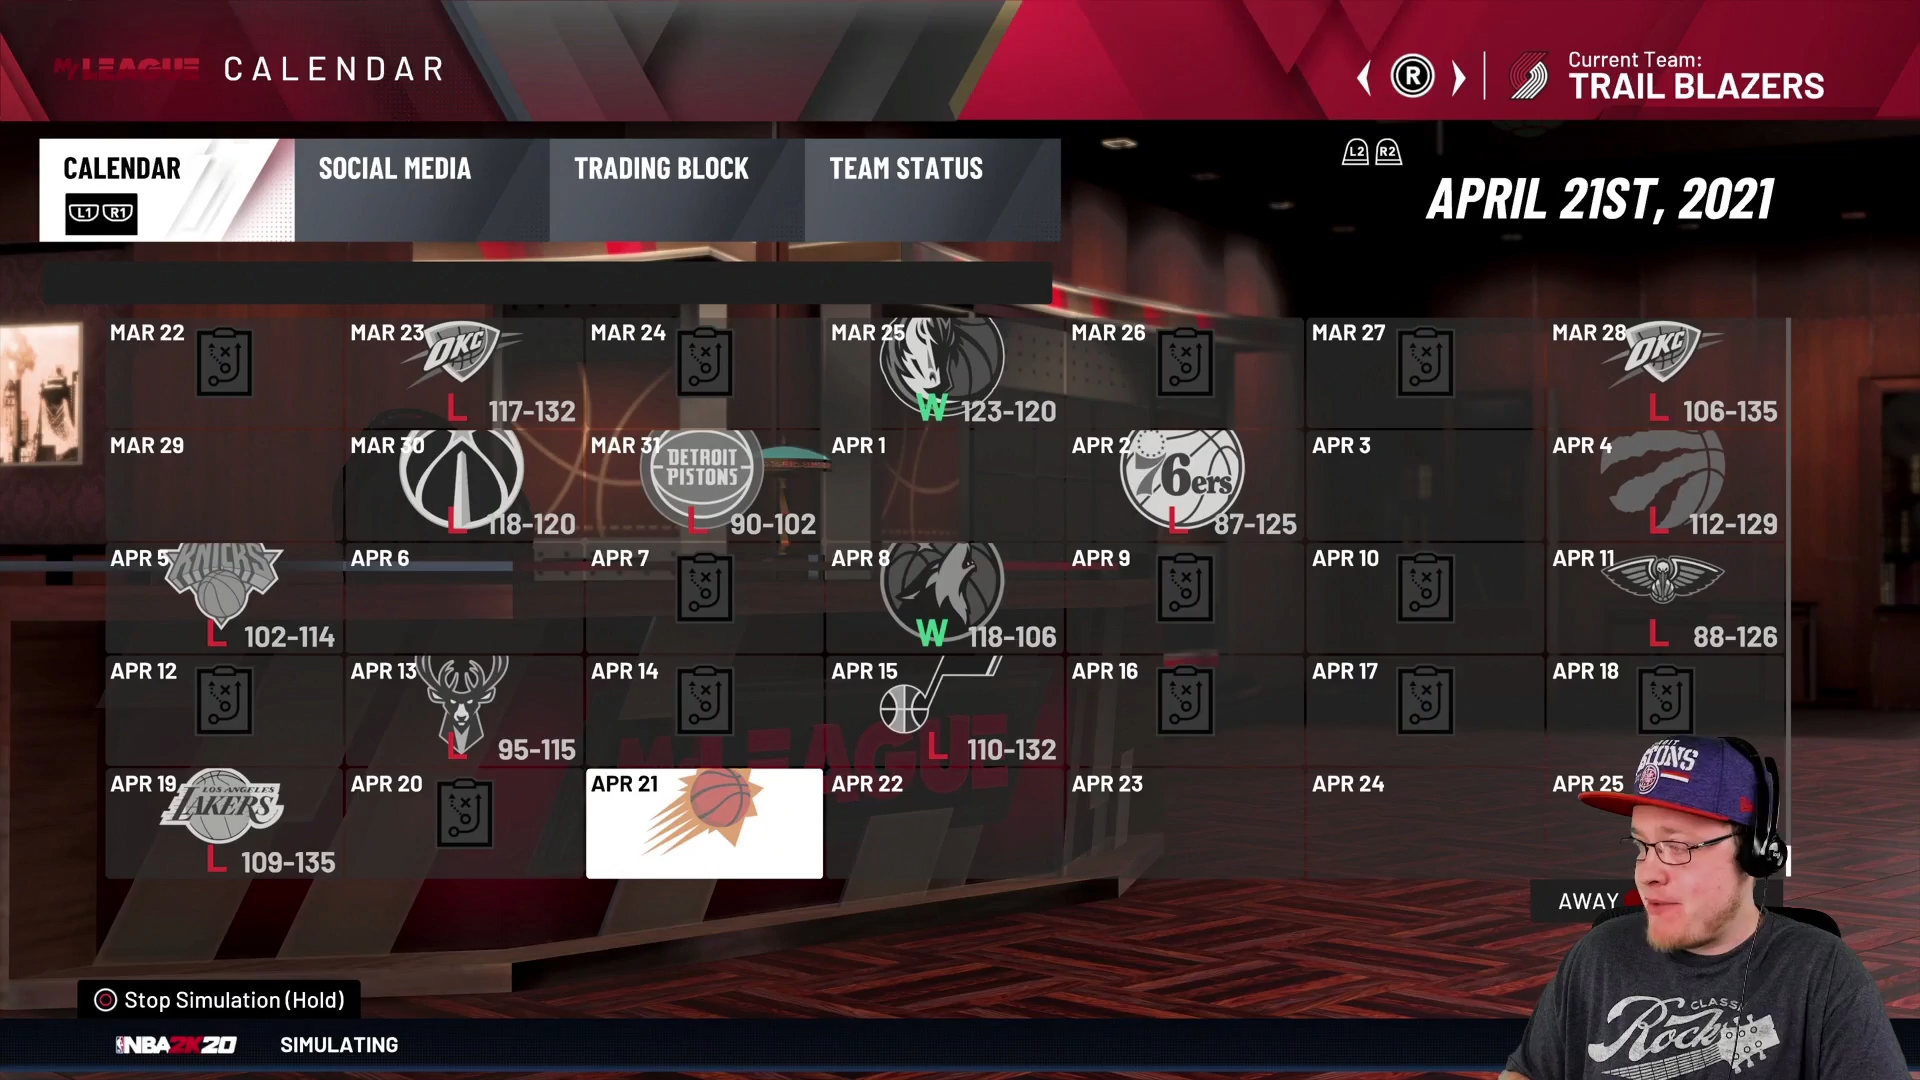 MyLEAGUE CALENDAR
R
Current Team:
TRAIL BLAZERS
CALENDAR
L1 R1
SOCIAL MEDIA
TRADING BLOCK
TEAM STATUS
L2 R2
APRIL 21ST, 2021
MAR 22
MAR 23
OKC
L 117-132
MAR 24
MAR 25
W 123-120
MAR 26
MAR 27
MAR 28
OKC
L 106-135
MAR 29
MAR 30
L 118-120
MAR 31
DETROIT
PISTONS
L 90-102
APR 1
APR 2
76ers
L 87-125
APR 3
APR 4
L 112-129
APR 5
KNICKS
L 102-114
APR 6
APR 7
APR 8
W 118-106
APR 9
APR 10
APR 11
L 88-126
APR 12
APR 13
L 95-115
APR 14
APR 15
L 110-132
APR 16
APR 17
APR 18
APR 19
LOS ANGELES
LAKERS
L 109-135
APR 20
APR 21
APR 22
APR 23
APR 24
APR 25
MyLEAGUE
AWAY
Stop Simulation (Hold)
NBA 2K20
SIMULATING
CLASSIC
Rock